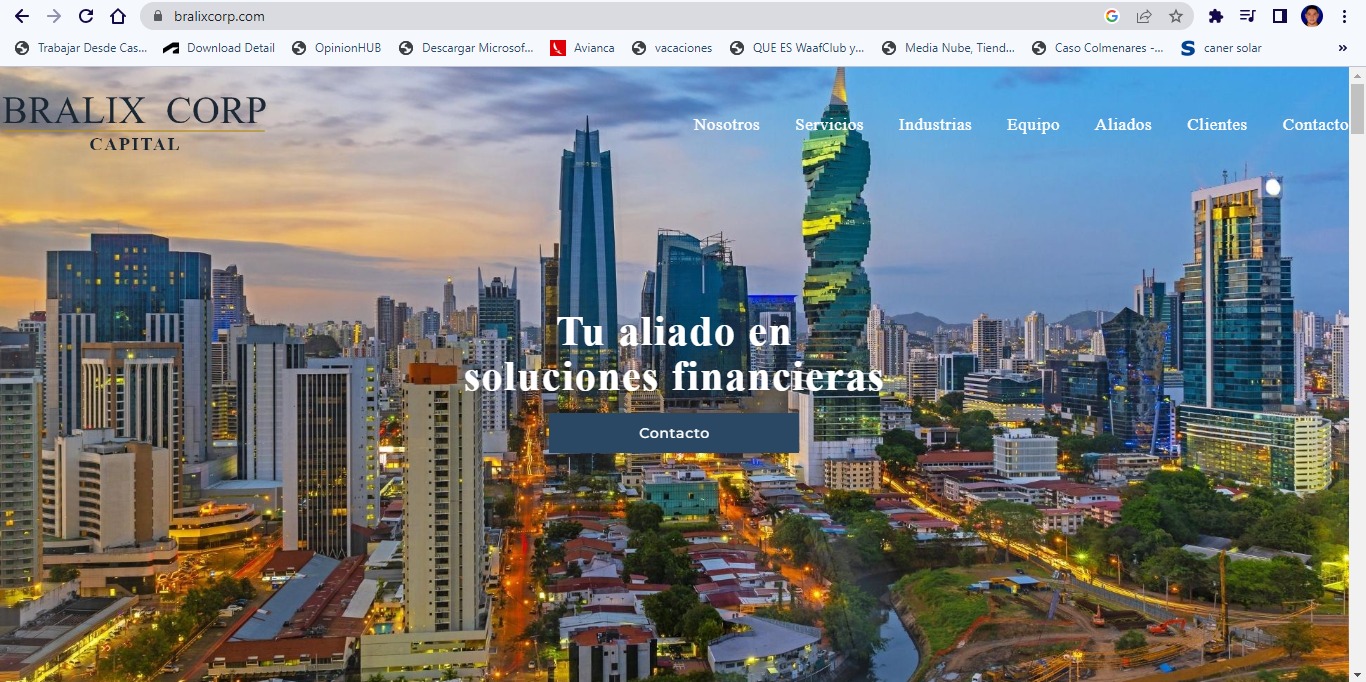 bralixcorp.com
Trabajar Desde Cas...
Download Detail
OpinionHUB
Descargar Microsof...
Avianca
vacaciones
QUE ES WaafClub y...
Media Nube, Tiend...
Caso Colmenares -...
caner solar
BRALIX CORP
CAPITAL
Nosotros
Servicios
Industrias
Equipo
Aliados
Clientes
Contacto
Tu aliado en
soluciones financieras
Contacto